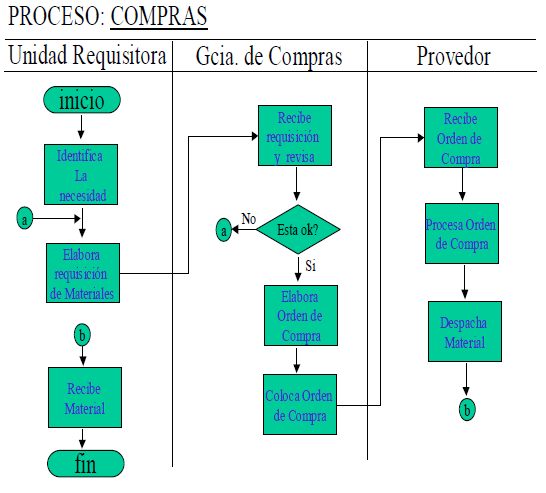 PROCESO: COMPRAS
Unidad Requisitora
Gcia. de Compras
Provedor
inicio
Identifica
La
necesidad
a
Elabora
requisición
de Materiales
b
Recibe
Material
fin
Recibe
requisición
y revisa
Esta ok?
No
a
Si
Elabora
Orden de
Compra
Coloca Orden
de Compra
Recibe
Orden de
Compra
Procesa Orden
de Compra
Despacha
Material
b